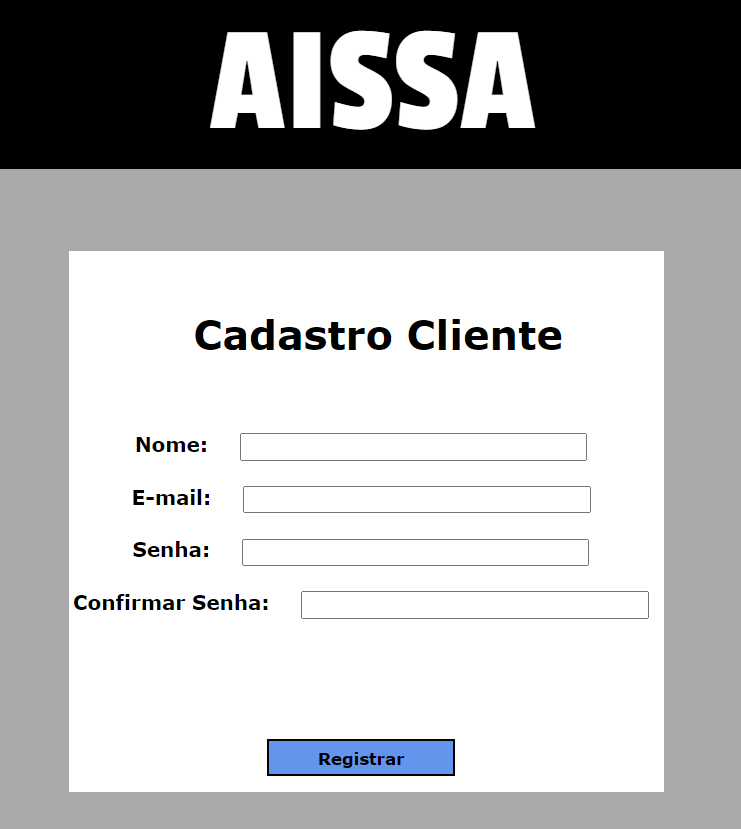 AISSA
Cadastro Cliente
Nome:
E-mail:
Senha:
Confirmar Senha:
Registrar